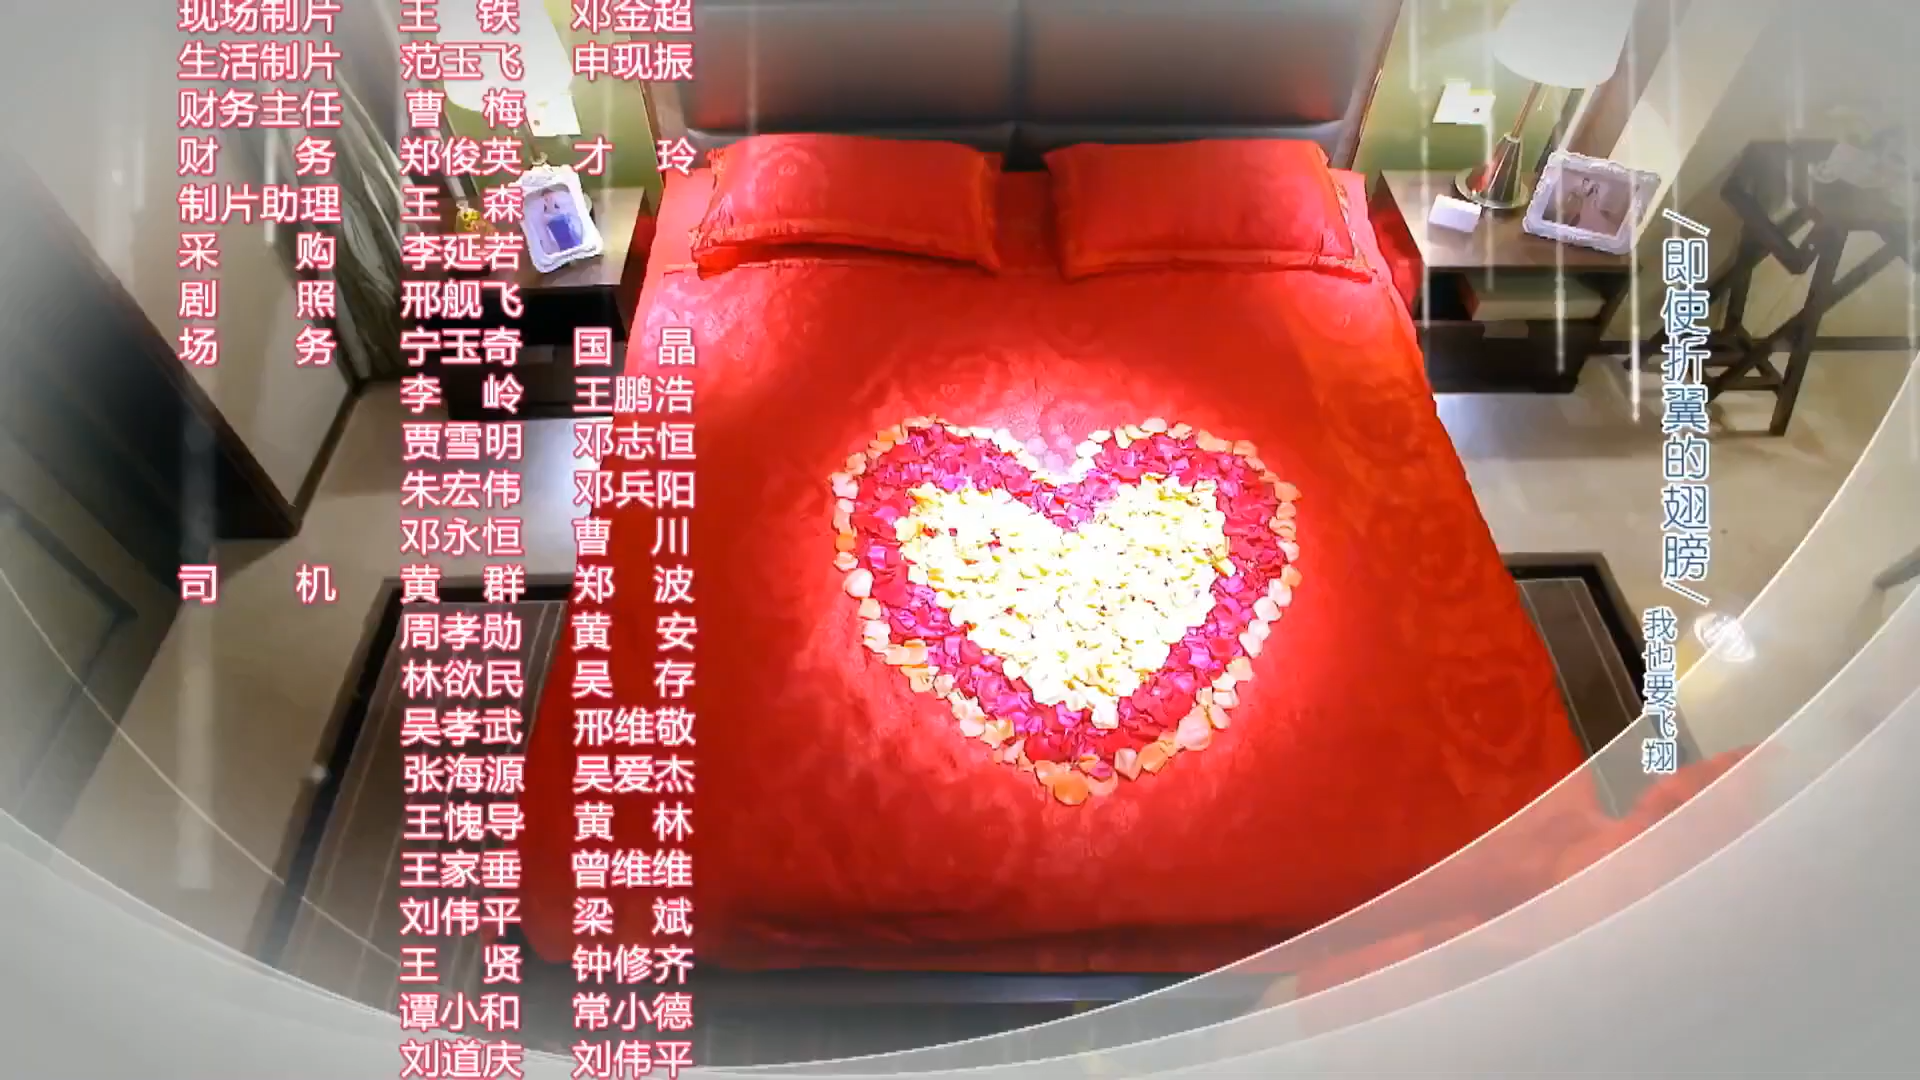 现场制片 王铁 邓金超
生活制片 范玉飞 申现振
财务主任 曹梅
财务 郑俊英 才玲
制片助理 王森
采购 李延若
剧照 邢舰飞
场务 宁玉奇 国晶
李岭 王鹏浩
贾雪明 邓志恒
朱宏伟 邓兵阳
邓永恒 曹川
司机 黄群 郑波
周孝勋 黄安
林欲民 吴存
吴孝武 邢维敬
张海源 吴爱杰
王愧导 黄林
王家垂 曾维维
刘伟平 梁斌
王贤 钟修齐
谭小和 常小德
刘道庆 刘伟平
即使折翼的翅膀
我也要飞翔